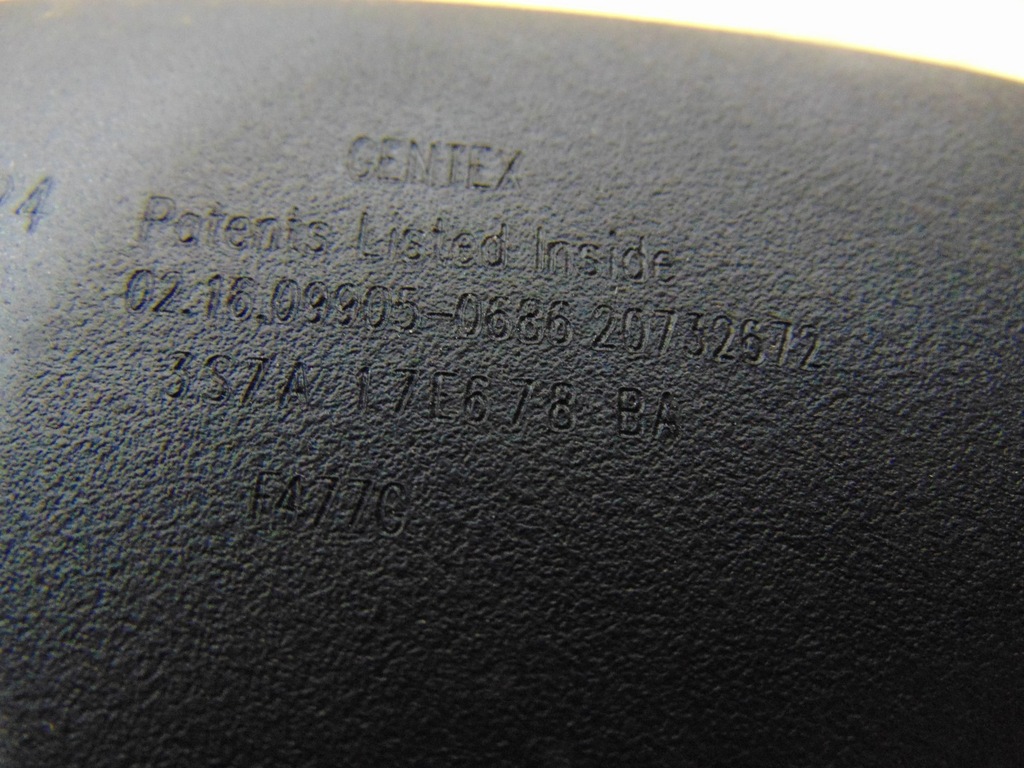 GENTEX
Patents Listed Inside
02.16.09905-0686 20732672
3S7A 17E678 BA
F477C